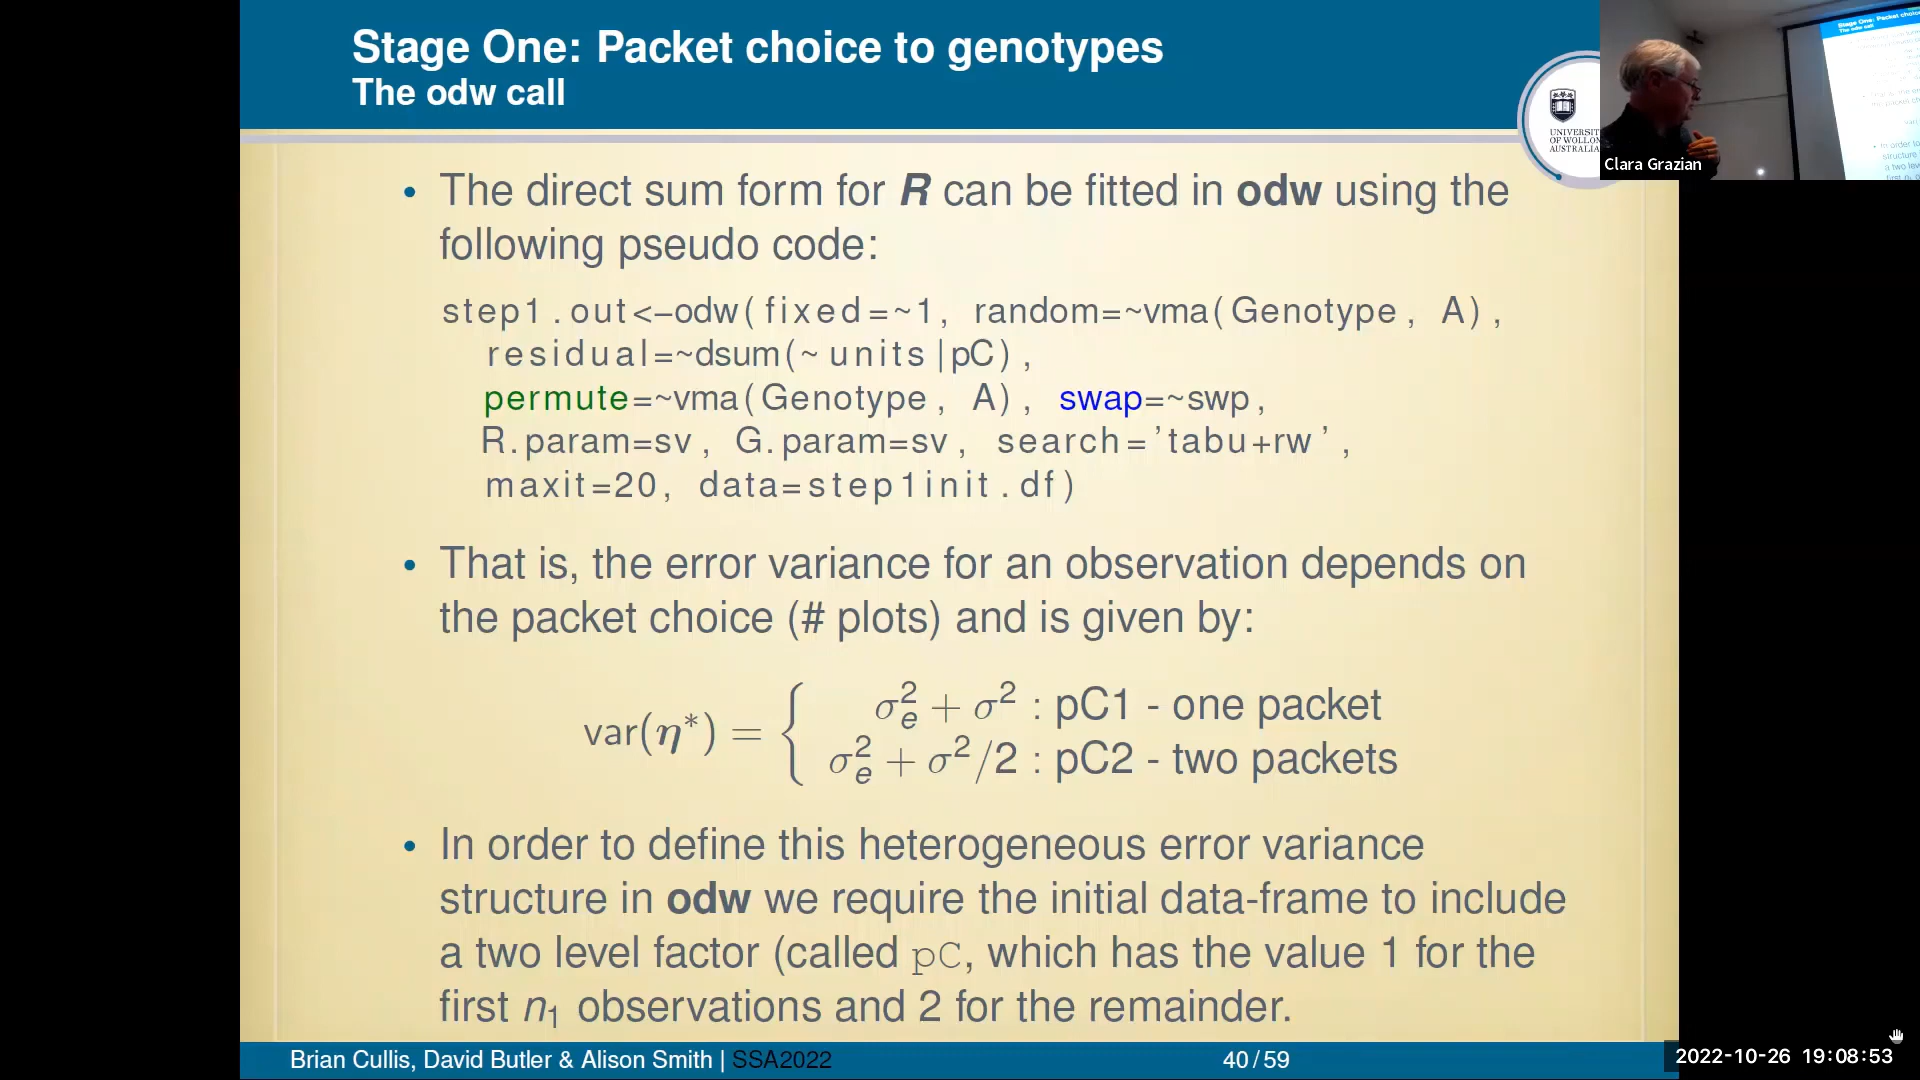 Stage One: Packet choice to genotypes
The odw call
UNIVERSIT
OF WOLLON
AUSTRALIA
Clara Grazian
• The direct sum form for R can be fitted in odw using the
following pseudo code:
step1.out<−odw(fixed=~1, random=~vma(Genotype, A),
residual=~dsum(~units|pC),
permute=~vma(Genotype, A), swap=~swp,
R.param=sv, G.param=sv, search='tabu+rw',
maxit=20, data=step1init.df)
• That is, the error variance for an observation depends on
the packet choice (# plots) and is given by:
var(η*) = { σ²ₑ + σ² : pC1 - one packet
σ²ₑ + σ²/2 : pC2 - two packets
• In order to define this heterogeneous error variance
structure in odw we require the initial data-frame to include
a two level factor (called pC, which has the value 1 for the
first n₁ observations and 2 for the remainder.
Brian Cullis, David Butler & Alison Smith | SSA2022
40/59
2022-10-26 19:08:53